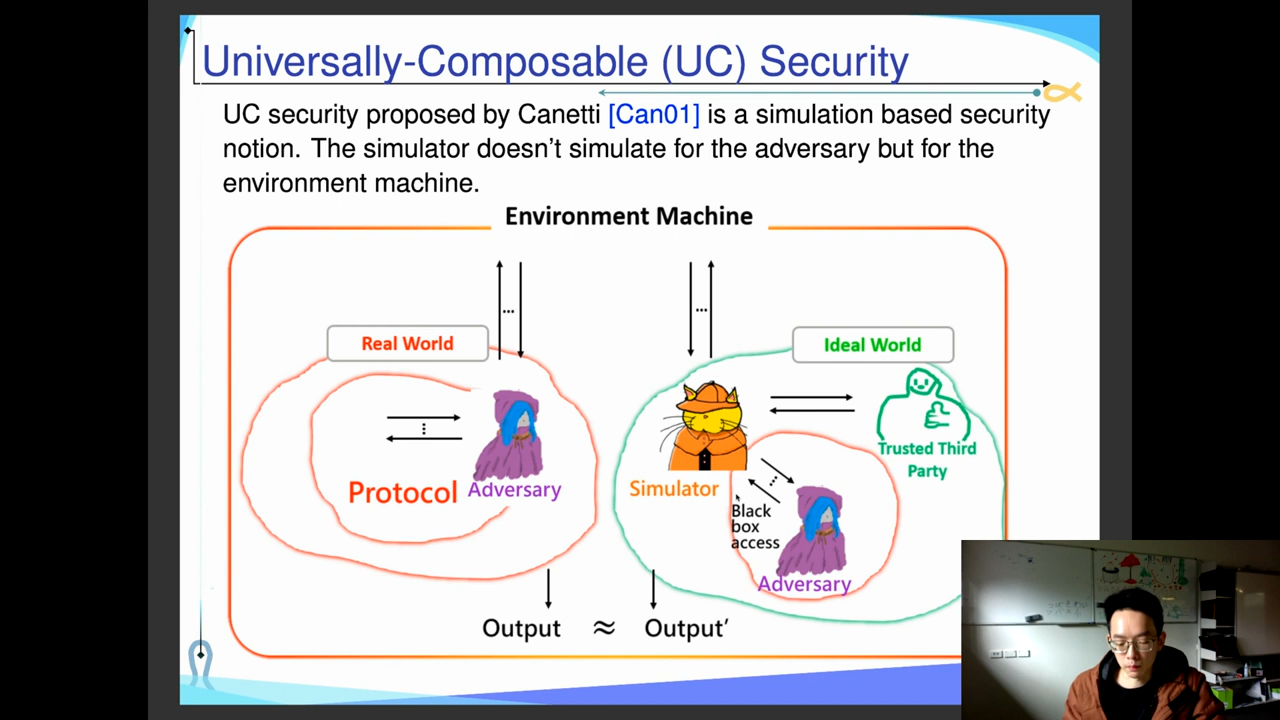 Universally-Composable (UC) Security
UC security proposed by Canetti [Can01] is a simulation based security
notion. The simulator doesn't simulate for the adversary but for the
environment machine.
Environment Machine
...
...
Real World
Ideal World
Protocol
Adversary
Simulator
Trusted Third
Party
Black
box
access
Adversary
Output ≈ Output′